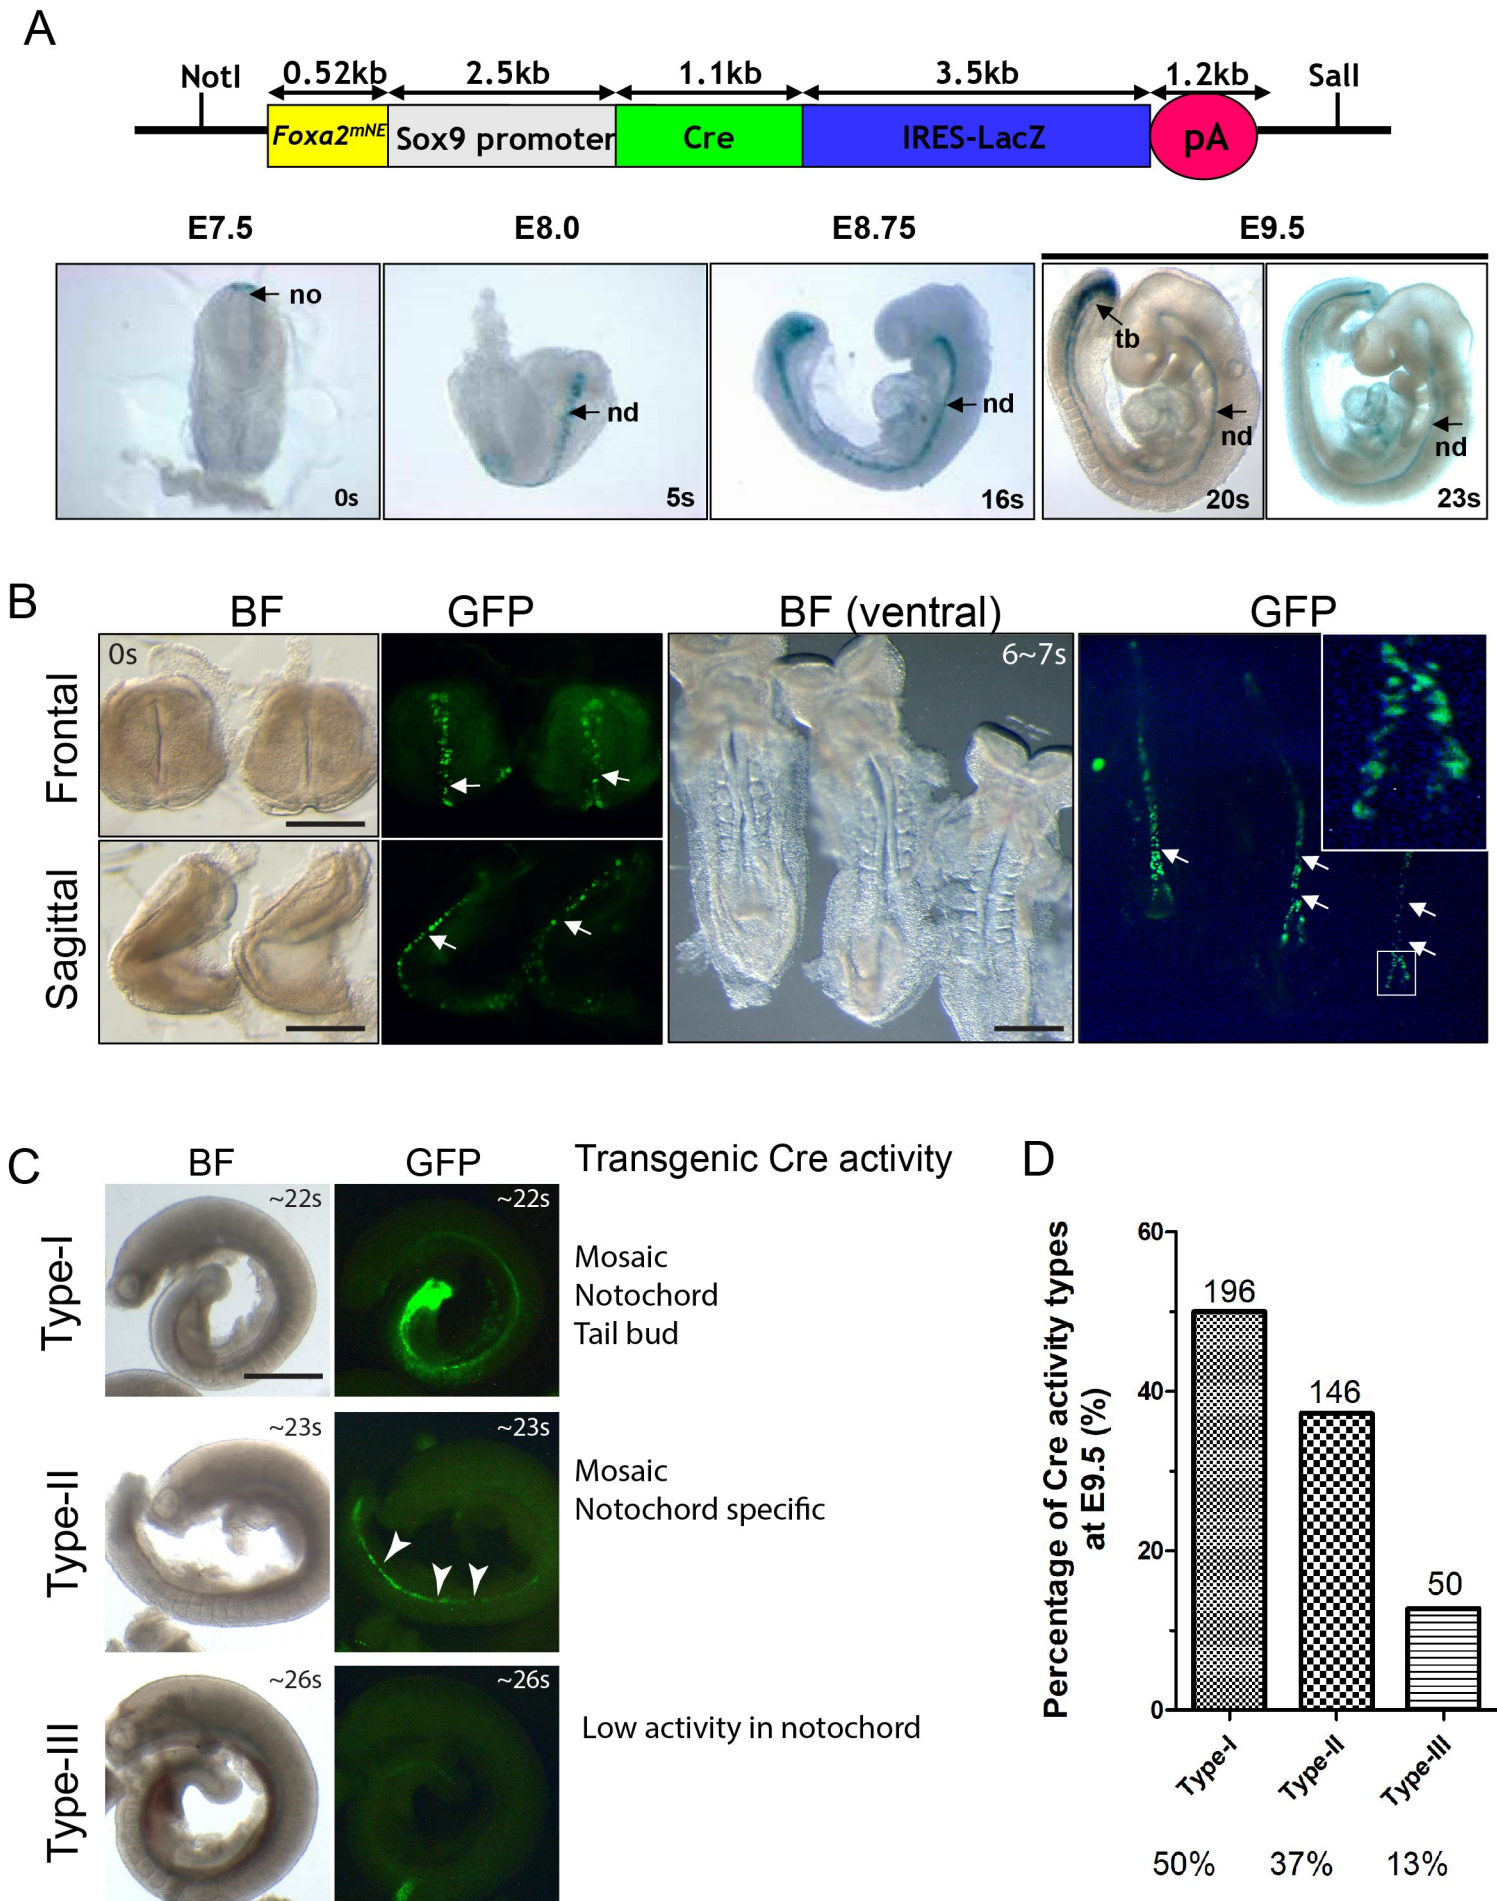 A
NotI 0.52kb 2.5kb 1.1kb 3.5kb 1.2kb SalI
Foxa2mNE Sox9 promoter Cre IRES-LacZ pA
E7.5 E8.0 E8.75 E9.5
no nd nd tb nd nd
0s 5s 16s 20s 23s
B
BF GFP BF (ventral) GFP
Frontal
0s 6~7s
Sagittal
C
BF GFP Transgenic Cre activity
Type-I
~22s ~22s
Mosaic
Notochord
Tail bud
Type-II
~23s ~23s
Mosaic
Notochord specific
Type-III
~26s ~26s
Low activity in notochord
D
Percentage of Cre activity types
at E9.5 (%)
60
40
20
0
196
146
50
Type-I Type-II Type-III
50% 37% 13%